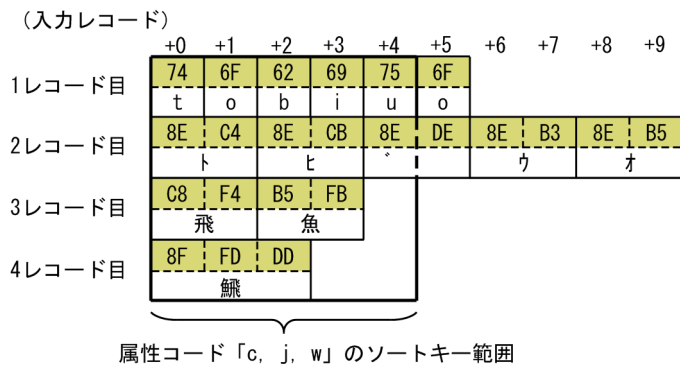 （入力レコード）
+0 +1 +2 +3 +4 +5 +6 +7 +8 +9
1レコード目 74 6F 62 69 75 6F
t o b i u o
2レコード目 8E C4 8E CB 8E DE 8E B3 8E B5
ﾄ ﾋ ﾞ ｳ ｵ
3レコード目 C8 F4 B5 FB
飛 魚
4レコード目 8F FD DD
鰄
属性コード「c, j, w」のソートキー範囲